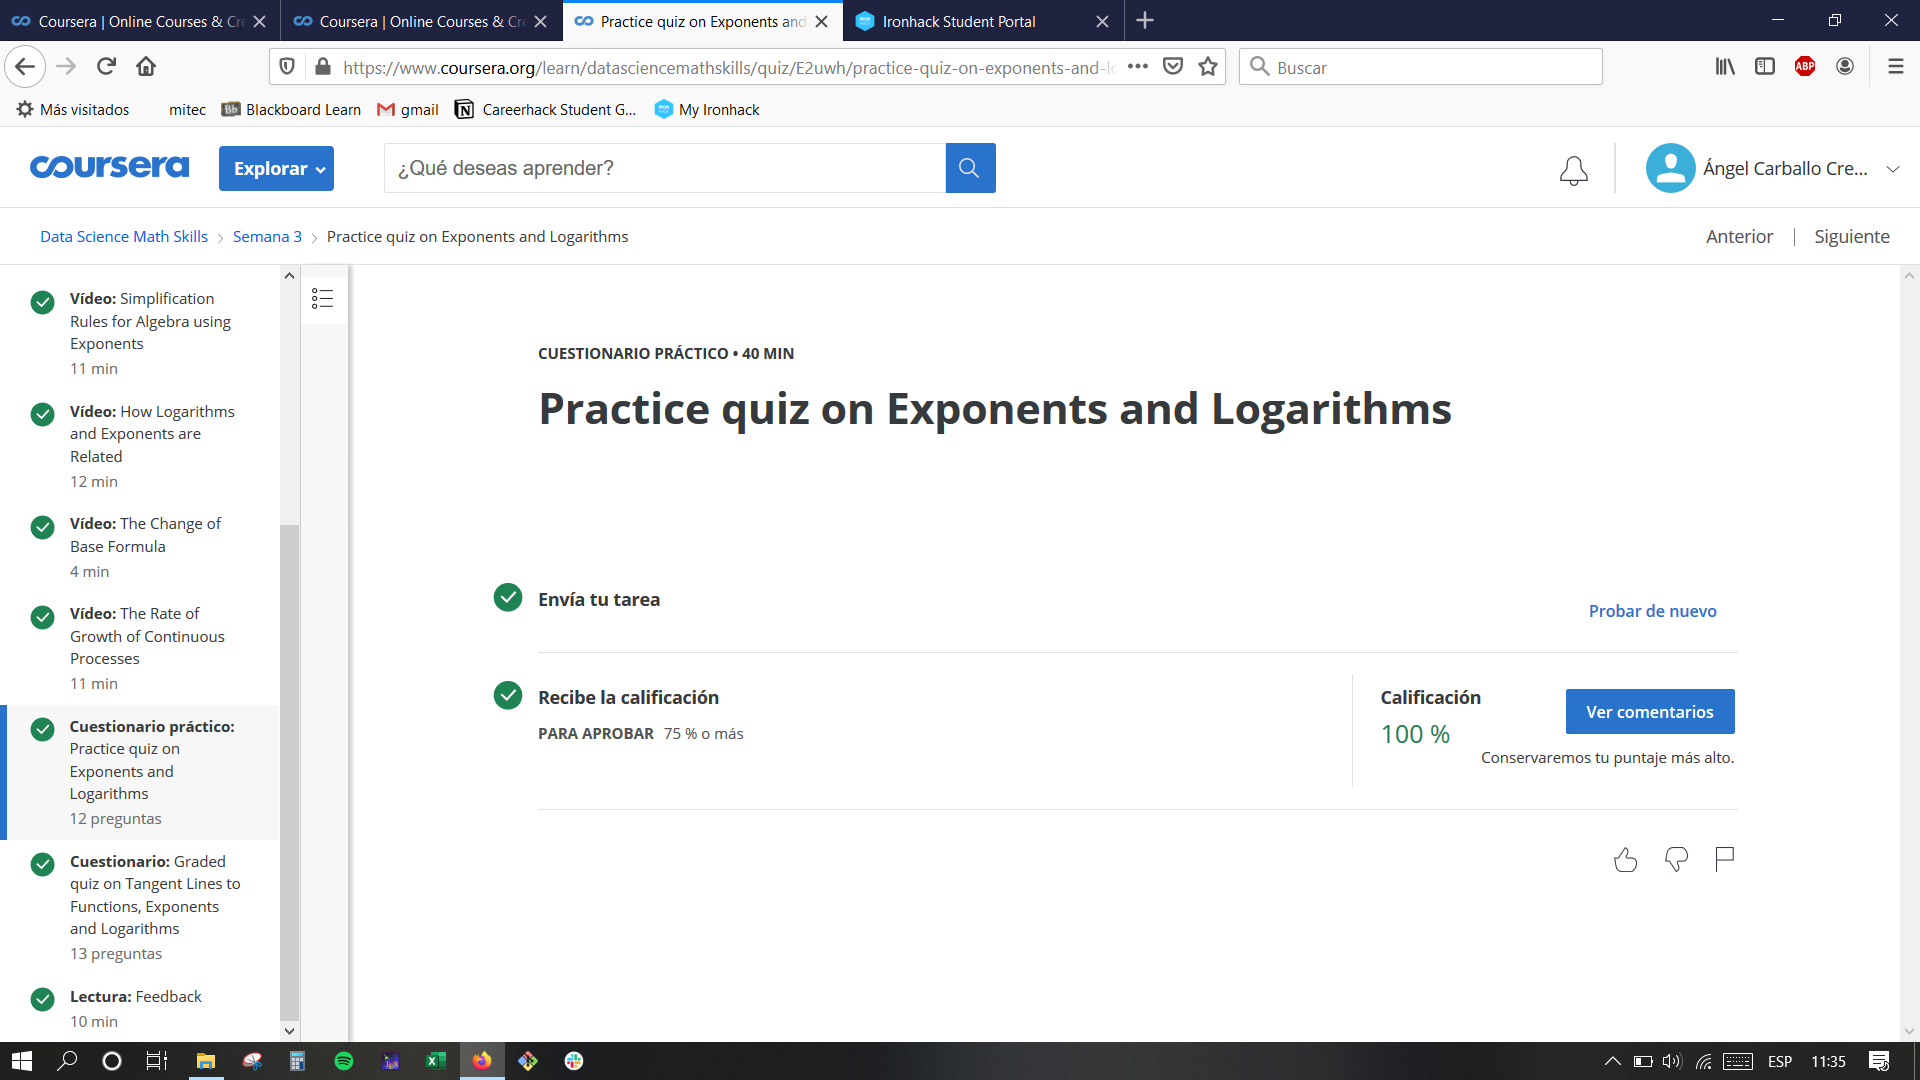 Coursera | Online Courses & Cre
Coursera | Online Courses & Cre
Practice quiz on Exponents and
Ironhack Student Portal
https://www.coursera.org/learn/datasciencemathskills/quiz/E2uwh/practice-quiz-on-exponents-and-lo
Buscar
ABP
Más visitados
mitec
Bb Blackboard Learn
gmail
Careerhack Student G...
My Ironhack
coursera
Explorar
¿Qué deseas aprender?
Ángel Carballo Cre...
Data Science Math Skills
Semana 3
Practice quiz on Exponents and Logarithms
Anterior
Siguiente
Vídeo: Simplification
Rules for Algebra using
Exponents
11 min
Vídeo: How Logarithms
and Exponents are
Related
12 min
Vídeo: The Change of
Base Formula
4 min
Vídeo: The Rate of
Growth of Continuous
Processes
11 min
Cuestionario práctico:
Practice quiz on
Exponents and
Logarithms
12 preguntas
Cuestionario: Graded
quiz on Tangent Lines to
Functions, Exponents
and Logarithms
13 preguntas
Lectura: Feedback
10 min
CUESTIONARIO PRÁCTICO • 40 MIN
Practice quiz on Exponents and Logarithms
Envía tu tarea
Probar de nuevo
Recibe la calificación
PARA APROBAR 75 % o más
Calificación
100 %
Ver comentarios
Conservaremos tu puntaje más alto.
ESP
11:35